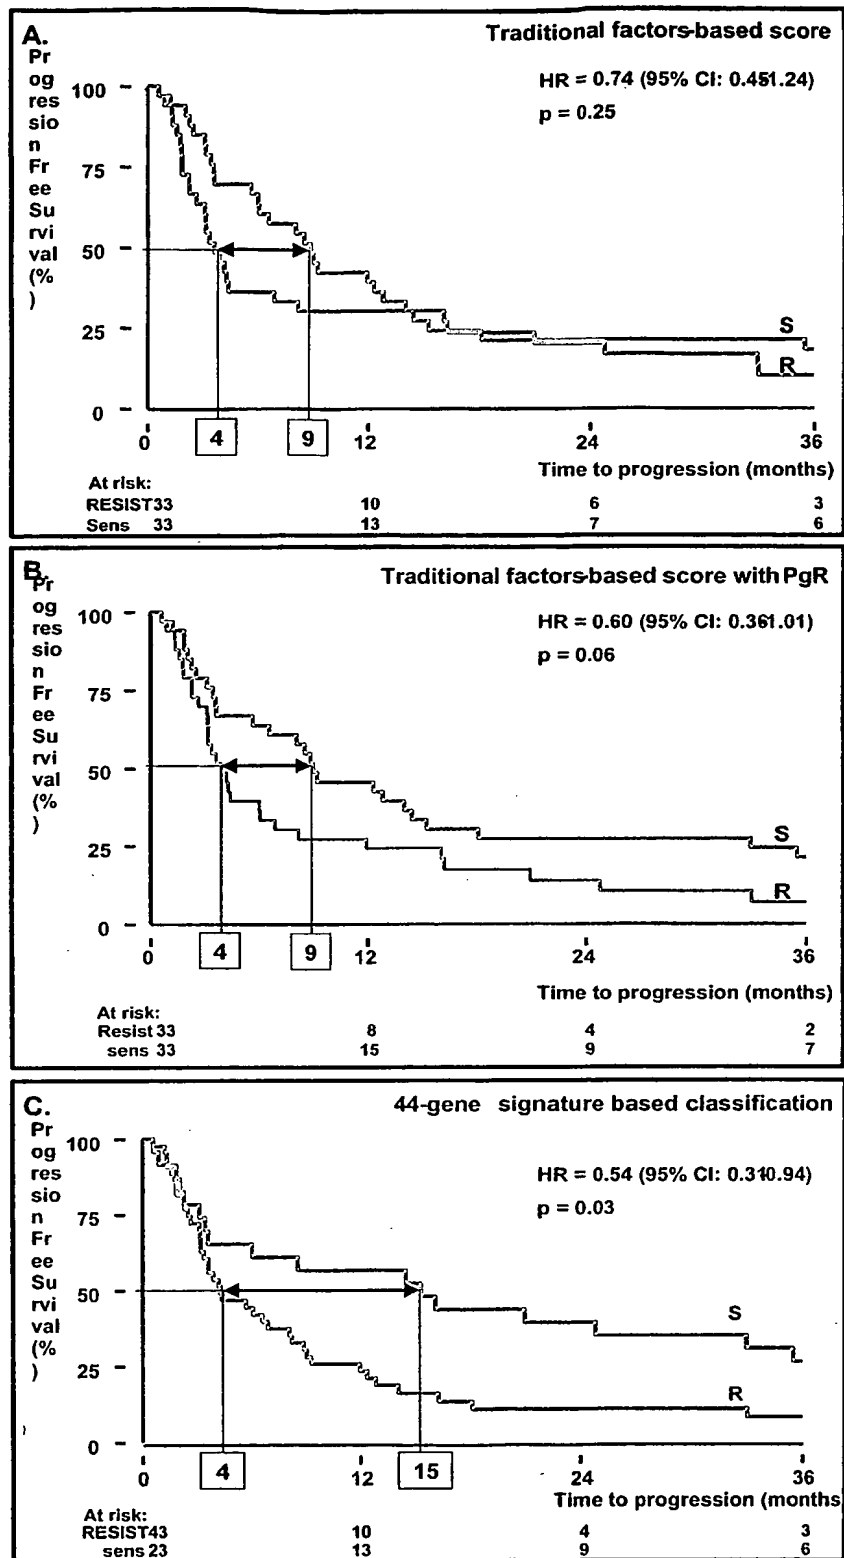 A.
Traditional factors-based score
Pr
og
res
sio
n
Fr
ee
Su
rvi
val
(%
)
HR = 0.74 (95% CI: 0.451.24)
p = 0.25
100
75
50
25
0
S
R
0 4 9 12 24 36
Time to progression (months)
At risk:
RESIST33 10 6 3
Sens 33 13 7 6
B.
Traditional factors-based score with PgR
Pr
og
res
sio
n
Fr
ee
Su
rvi
val
(%
)
HR = 0.60 (95% CI: 0.361.01)
p = 0.06
100
75
50
25
0
S
R
0 4 9 12 24 36
Time to progression (months)
At risk:
Resist 33 8 4 2
sens 33 15 9 7
C.
44-gene signature based classification
Pr
og
res
sio
n
Fr
ee
Su
rvi
val
(%
)
HR = 0.54 (95% CI: 0.310.94)
p = 0.03
100
75
50
25
0
S
R
0 4 12 15 24 36
Time to progression (months)
At risk:
RESIST43 10 4 3
sens 23 13 9 6